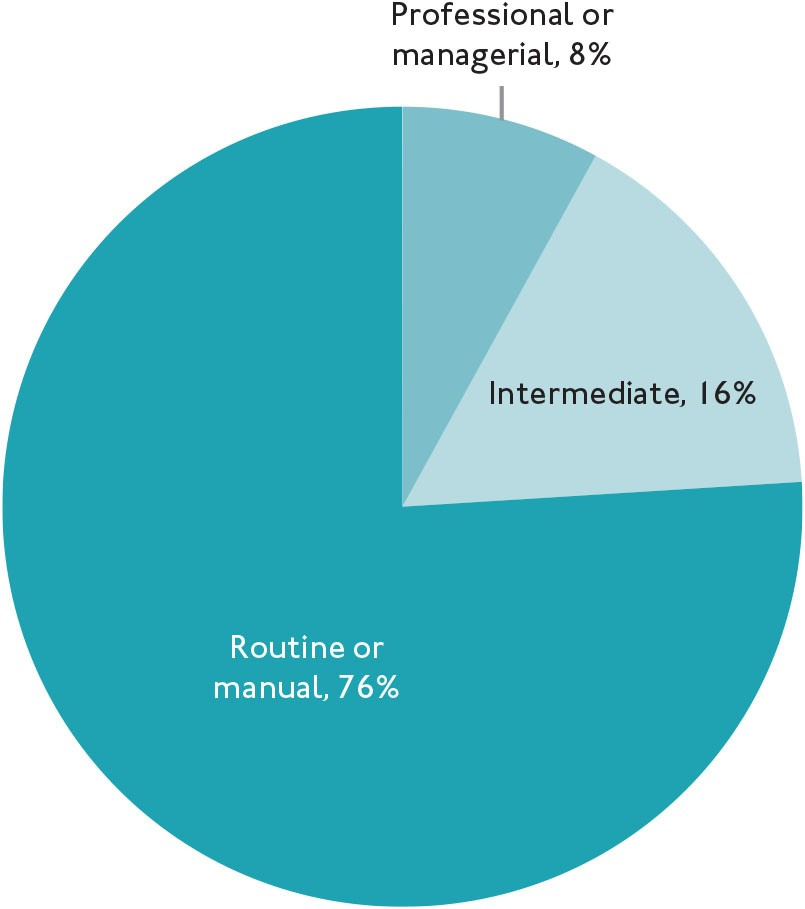 Professional or
managerial, 8%
Intermediate, 16%
Routine or
manual, 76%